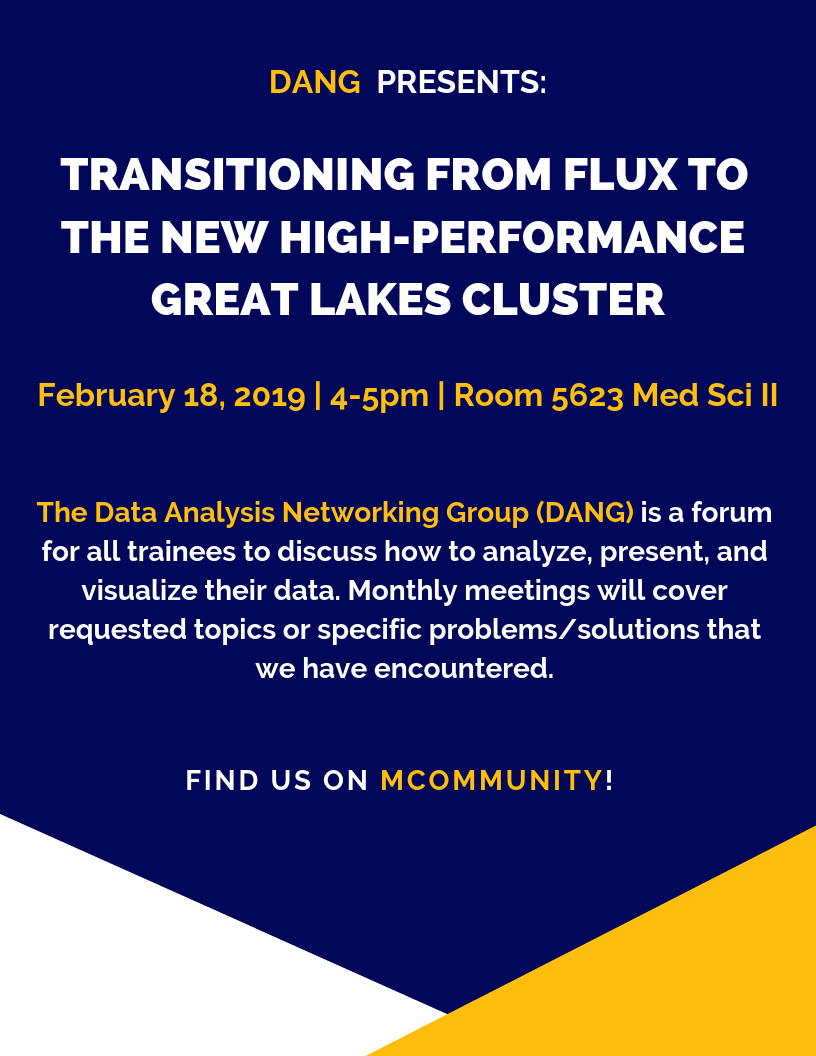 DANG PRESENTS:
TRANSITIONING FROM FLUX TO
THE NEW HIGH-PERFORMANCE
GREAT LAKES CLUSTER
February 18, 2019 | 4-5pm | Room 5623 Med Sci II
The Data Analysis Networking Group (DANG) is a forum
for all trainees to discuss how to analyze, present, and
visualize their data. Monthly meetings will cover
requested topics or specific problems/solutions that
we have encountered.
FIND US ON MCOMMUNITY!